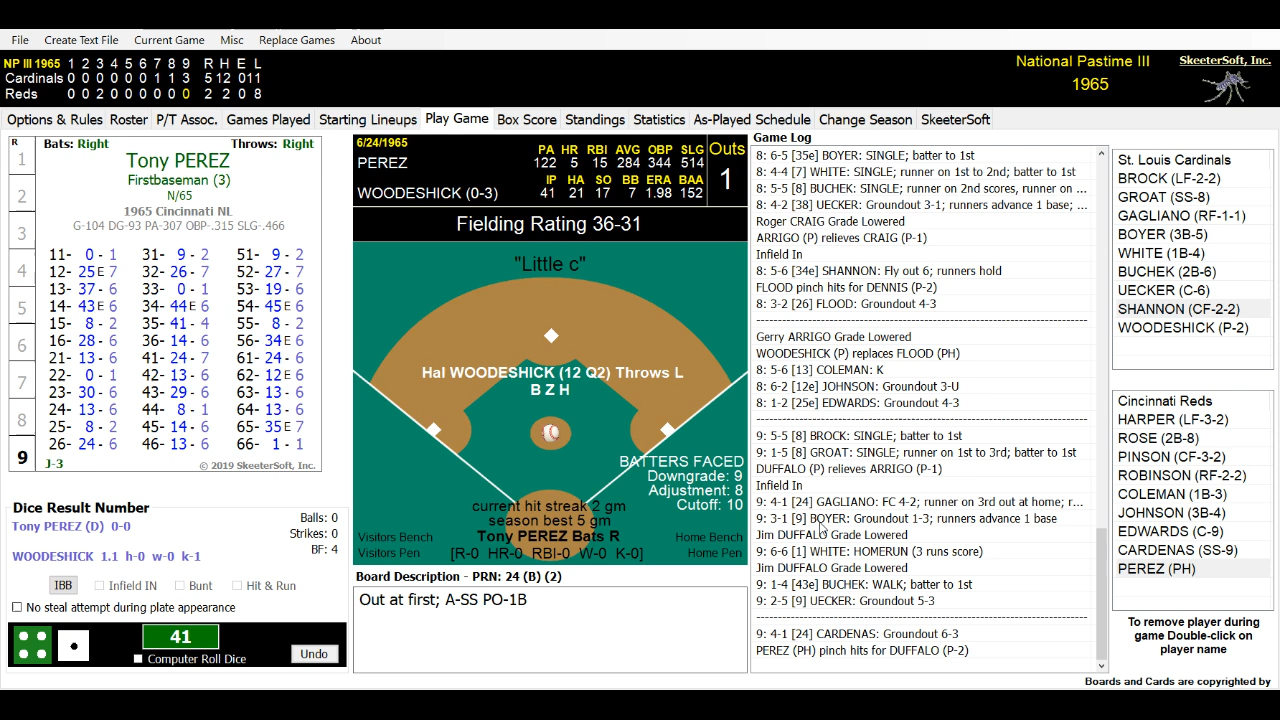 File Create Text File Current Game Misc Replace Games About
NP III 1965 1 2 3 4 5 6 7 8 9 R H E L
Cardinals 0 0 0 0 0 0 1 1 3 5 12 0 11
Reds 0 0 2 0 0 0 0 0 0 2 2 0 8
National Pastime III
1965
SkeeterSoft, Inc.
Options & Rules Roster P/T Assoc. Games Played Starting Lineups Play Game Box Score Standings Statistics As-Played Schedule Change Season SkeeterSoft
R
1
2
3
4
5
6
7
8
9
Bats: Right Throws: Right
Tony PEREZ
Firstbaseman (3)
N/65
1965 Cincinnati NL
G-104 DG-93 PA-307 OBP-.315 SLG-.466
11- 0 - 1 31- 9 - 2 51- 9 - 2
12- 25E 7 32- 26 - 7 52- 27 - 7
13- 37 - 6 33- 0 - 1 53- 19 - 6
14- 43E 6 34- 44E 6 54- 45E 6
15- 8 - 2 35- 41 - 4 55- 8 - 2
16- 28 - 6 36- 14 - 6 56- 34E 6
21- 13 - 6 41- 24 - 7 61- 24 - 6
22- 0 - 1 42- 13 - 6 62- 12E 6
23- 30 - 6 43- 29 - 6 63- 13 - 6
24- 13 - 6 44- 8 - 1 64- 13 - 6
25- 8 - 2 45- 14 - 6 65- 35E 7
26- 24 - 6 46- 13 - 6 66- 1 - 1
J-3 © 2019 SkeeterSoft, Inc.
Dice Result Number
Tony PEREZ (D) 0-0
WOODESHICK 1.1 h-0 w-0 k-1
Balls: 0
Strikes: 0
BF: 4
IBB Infield IN Bunt Hit & Run
No steal attempt during plate appearance
41
Computer Roll Dice
Undo
6/24/1965
PA HR RBI AVG OBP SLG
PEREZ 122 5 15 284 344 514
IP HA SO BB ERA BAA
WOODESHICK (0-3) 41 21 17 7 1.98 152
Outs
1
Fielding Rating 36-31
"Little c"
Hal WOODESHICK (12 Q2) Throws L
B Z H
BATTERS FACED
Downgrade: 9
Adjustment: 8
Cutoff: 10
current hit streak 2 gm
season best 5 gm
Visitors Bench Tony PEREZ Bats R Home Bench
Visitors Pen [R-0 HR-0 RBI-0 W-0 K-0] Home Pen
Board Description - PRN: 24 (B) (2)
Out at first; A-SS PO-1B
Game Log
8: 6-5 [35e] BOYER: SINGLE; batter to 1st
8: 4-4 [7] WHITE: SINGLE; runner on 1st to 2nd; batter to 1st
8: 5-5 [8] BUCHEK: SINGLE; runner on 2nd scores, runner on ...
8: 4-2 [38] UECKER: Groundout 3-1; runners advance 1 base; ...
Roger CRAIG Grade Lowered
ARRIGO (P) relieves CRAIG (P-1)
Infield In
8: 5-6 [34e] SHANNON: Fly out 6; runners hold
FLOOD pinch hits for DENNIS (P-2)
8: 3-2 [26] FLOOD: Groundout 4-3
Gerry ARRIGO Grade Lowered
WOODESHICK (P) replaces FLOOD (PH)
8: 5-6 [13] COLEMAN: K
8: 6-2 [12e] JOHNSON: Groundout 3-U
8: 1-2 [25e] EDWARDS: Groundout 4-3
9: 5-5 [8] BROCK: SINGLE; batter to 1st
9: 1-5 [8] GROAT: SINGLE; runner on 1st to 3rd; batter to 1st
DUFFALO (P) relieves ARRIGO (P-1)
Infield In
9: 4-1 [24] GAGLIANO: FC 4-2; runner on 3rd out at home; r...
9: 3-1 [9] BOYER: Groundout 1-3; runners advance 1 base
Jim DUFFALO Grade Lowered
9: 6-6 [1] WHITE: HOMERUN (3 runs score)
Jim DUFFALO Grade Lowered
9: 1-4 [43e] BUCHEK: WALK; batter to 1st
9: 2-5 [9] UECKER: Groundout 5-3
9: 4-1 [24] CARDENAS: Groundout 6-3
PEREZ (PH) pinch hits for DUFFALO (P-2)
St. Louis Cardinals
BROCK (LF-2-2)
GROAT (SS-8)
GAGLIANO (RF-1-1)
BOYER (3B-5)
WHITE (1B-4)
BUCHEK (2B-6)
UECKER (C-6)
SHANNON (CF-2-2)
WOODESHICK (P-2)
Cincinnati Reds
HARPER (LF-3-2)
ROSE (2B-8)
PINSON (CF-3-2)
ROBINSON (RF-2-2)
COLEMAN (1B-3)
JOHNSON (3B-4)
EDWARDS (C-9)
CARDENAS (SS-9)
PEREZ (PH)
To remove player during
game Double-click on
player name
Boards and Cards are copyrighted by